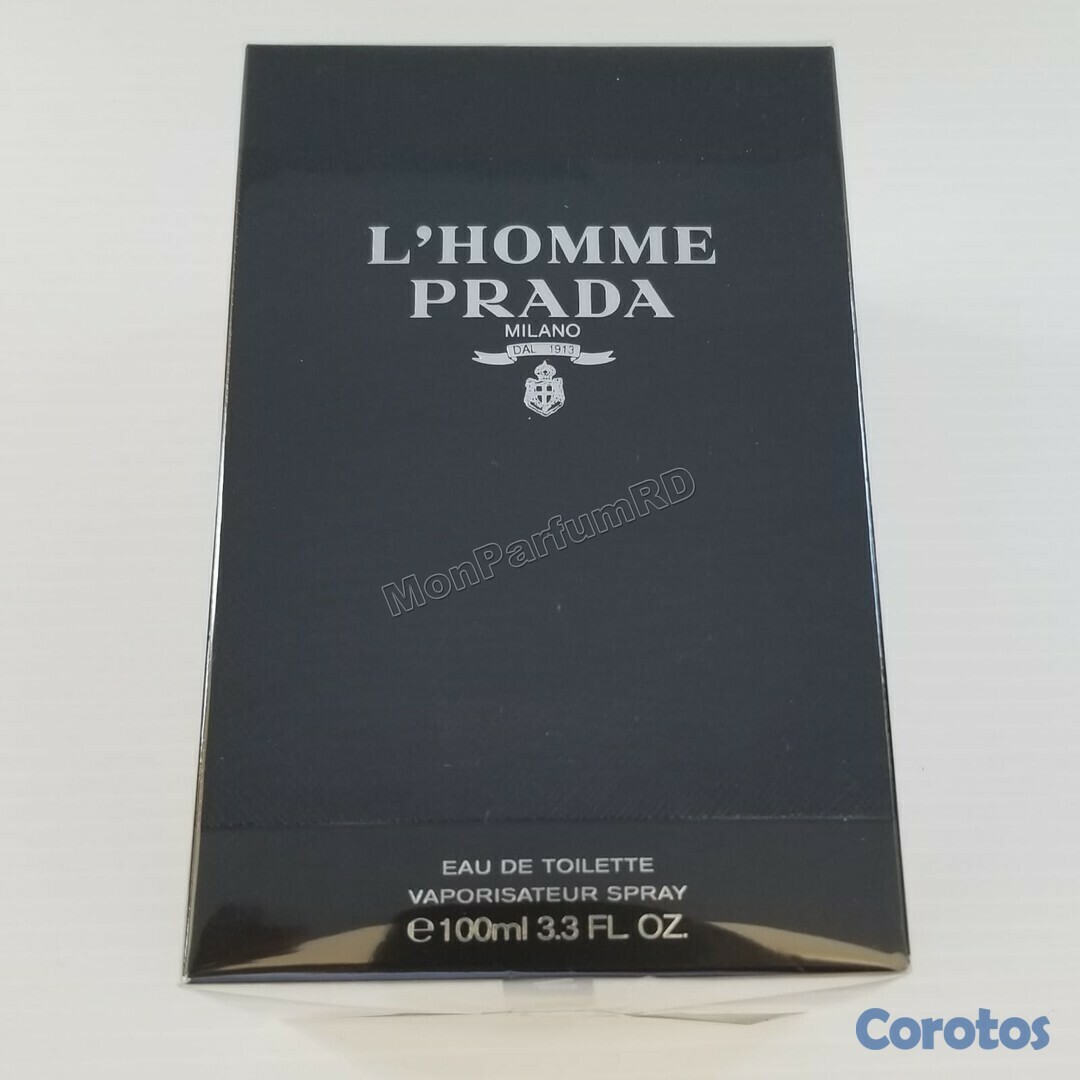 L’HOMME
PRADA
MILANO
DAL 1913
MonParfumRD
EAU DE TOILETTE
VAPORISATEUR SPRAY
℮100ml 3.3 FL. OZ.
Corotos